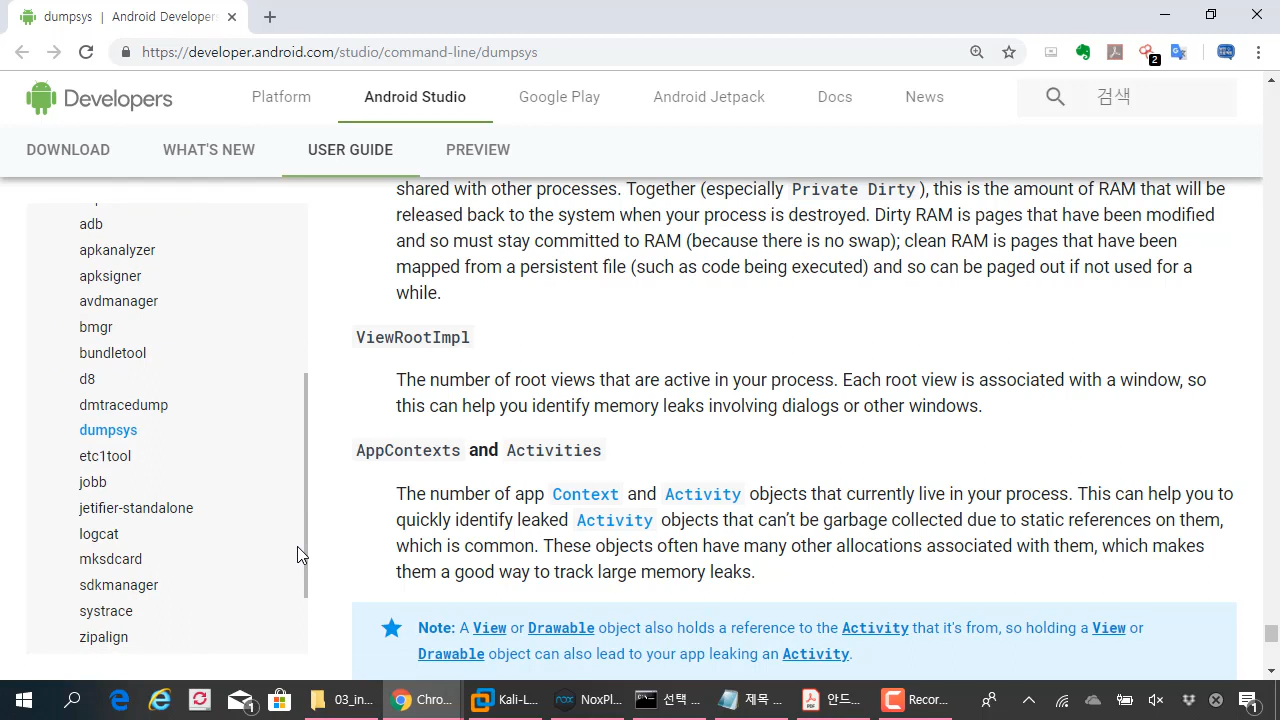 dumpsys | Android Developers
https://developer.android.com/studio/command-line/dumpsys
2
Developers
Platform
Android Studio
Google Play
Android Jetpack
Docs
News
검색
DOWNLOAD
WHAT'S NEW
USER GUIDE
PREVIEW
adb
apkanalyzer
apksigner
avdmanager
bmgr
bundletool
d8
dmtracedump
dumpsys
etc1tool
jobb
jetifier-standalone
logcat
mksdcard
sdkmanager
systrace
zipalign
shared with other processes. Together (especially Private Dirty), this is the amount of RAM that will be
released back to the system when your process is destroyed. Dirty RAM is pages that have been modified
and so must stay committed to RAM (because there is no swap); clean RAM is pages that have been
mapped from a persistent file (such as code being executed) and so can be paged out if not used for a
while.
ViewRootImpl
The number of root views that are active in your process. Each root view is associated with a window, so
this can help you identify memory leaks involving dialogs or other windows.
AppContexts and Activities
The number of app Context and Activity objects that currently live in your process. This can help you to
quickly identify leaked Activity objects that can’t be garbage collected due to static references on them,
which is common. These objects often have many other allocations associated with them, which makes
them a good way to track large memory leaks.
Note: A View or Drawable object also holds a reference to the Activity that it's from, so holding a View or
Drawable object can also lead to your app leaking an Activity.
1
03_in...
Chro...
Kali-L...
NoxPl...
선택 ...
제목 ...
안드...
Recor...
1